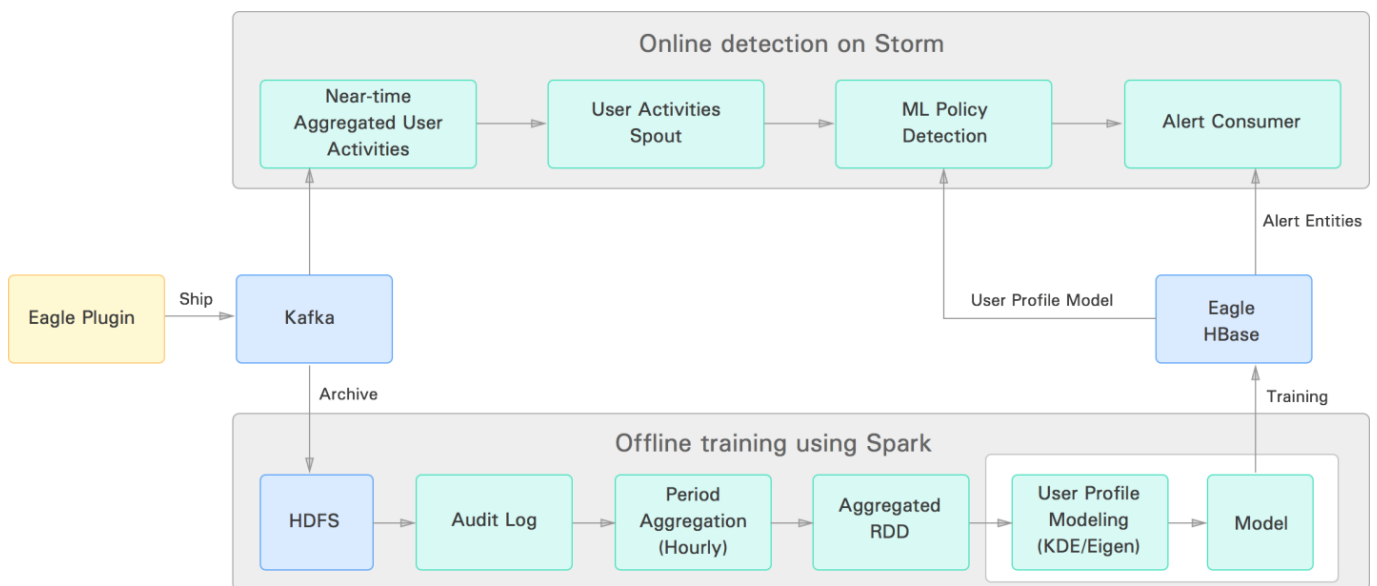 Online detection on Storm
Near-time
Aggregated User
Activities
User Activities
Spout
ML Policy
Detection
Alert Consumer
Alert Entities
Eagle Plugin
Ship
Kafka
User Profile Model
Eagle
HBase
Archive
Training
Offline training using Spark
HDFS
Audit Log
Period
Aggregation
(Hourly)
Aggregated
RDD
User Profile
Modeling
(KDE/Eigen)
Model